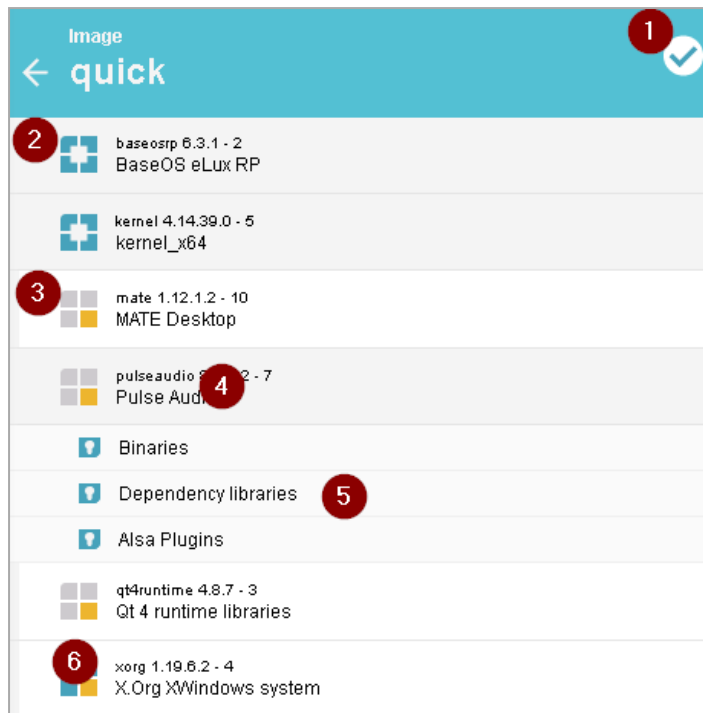 Image
1
quick
2
baseosrp 6.3.1 - 2
BaseOS eLux RP
kernel 4.14.39.0 - 5
kernel_x64
3
mate 1.12.1.2 - 10
MATE Desktop
pulseaudio 2 - 7
4
Pulse
Binaries
Dependency libraries
5
Alsa Plugins
qt4runtime 4.8.7 - 3
Qt 4 runtime libraries
6
xorg 1.19.6.2 - 4
X.Org XWindows system